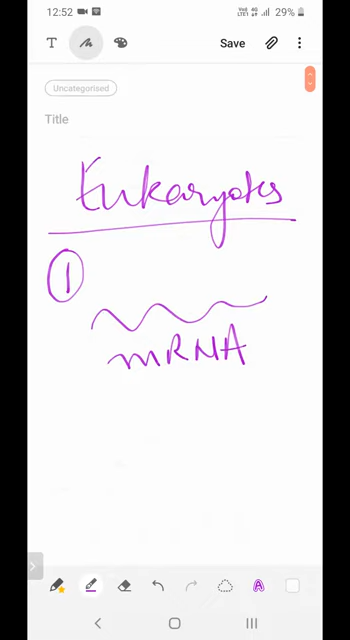 12:52 29%
T Save
Uncategorised
Title
Eukaryotes
1
mRNA
A